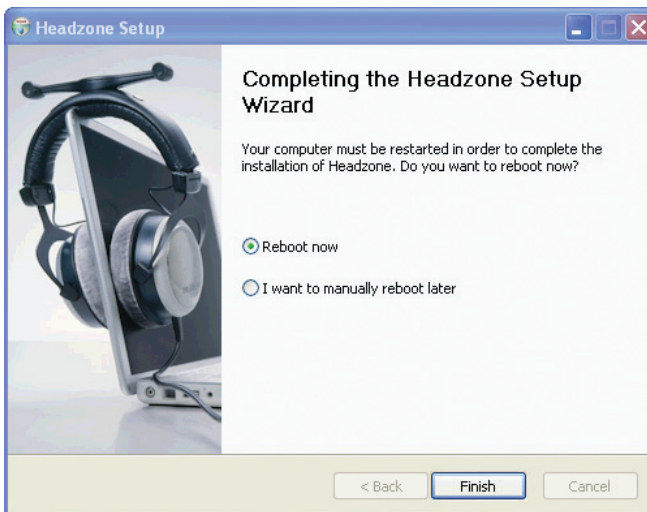 Headzone Setup
Completing the Headzone Setup
Wizard
Your computer must be restarted in order to complete the
installation of Headzone. Do you want to reboot now?
Reboot now
I want to manually reboot later
< Back Finish Cancel